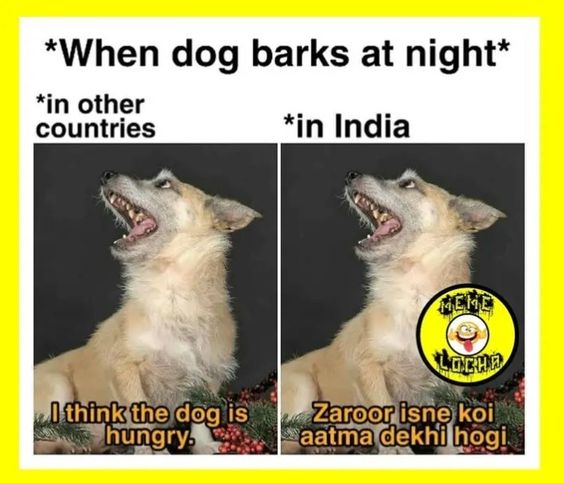 *When dog barks at night*
*in other
countries
*in India
I think the dog is
hungry.
Zaroor isne koi
aatma dekhi hogi
MEME
LOCHA